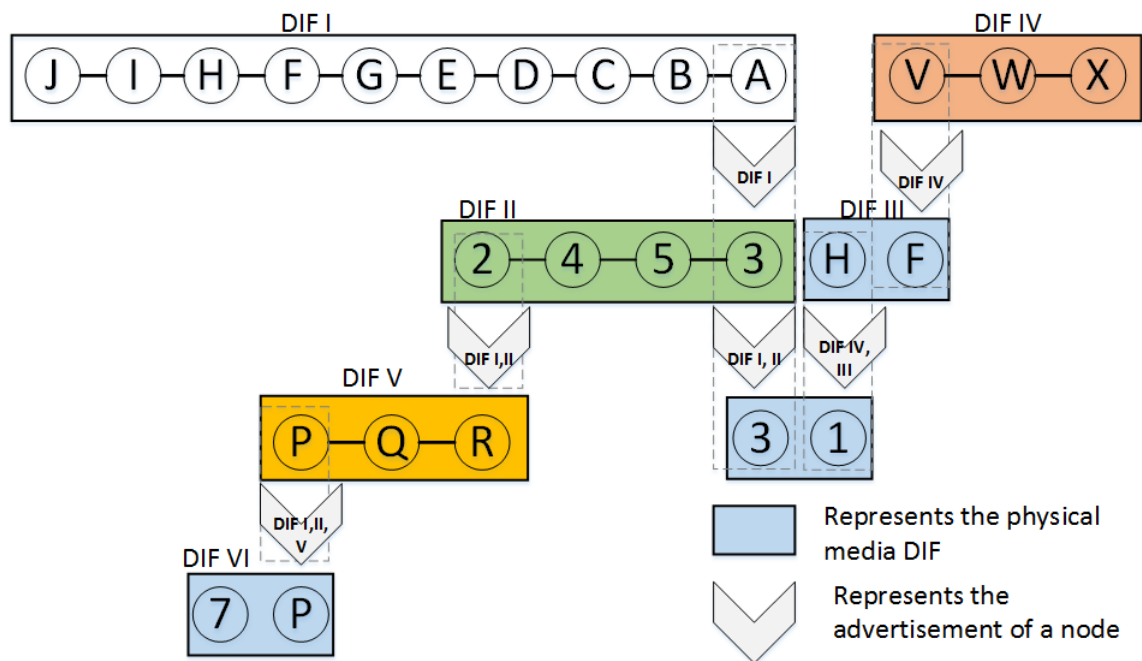 DIF I
DIF IV
J I H F G E D C B A
V W X
DIF I
DIF IV
DIF II
DIF III
2 4 5 3
H F
DIF I,II
DIF I, II
DIF IV,
III
DIF V
P Q R
3 1
DIF I,II,
V
Represents the physical
media DIF
DIF VI
7 P
Represents the
advertisement of a node